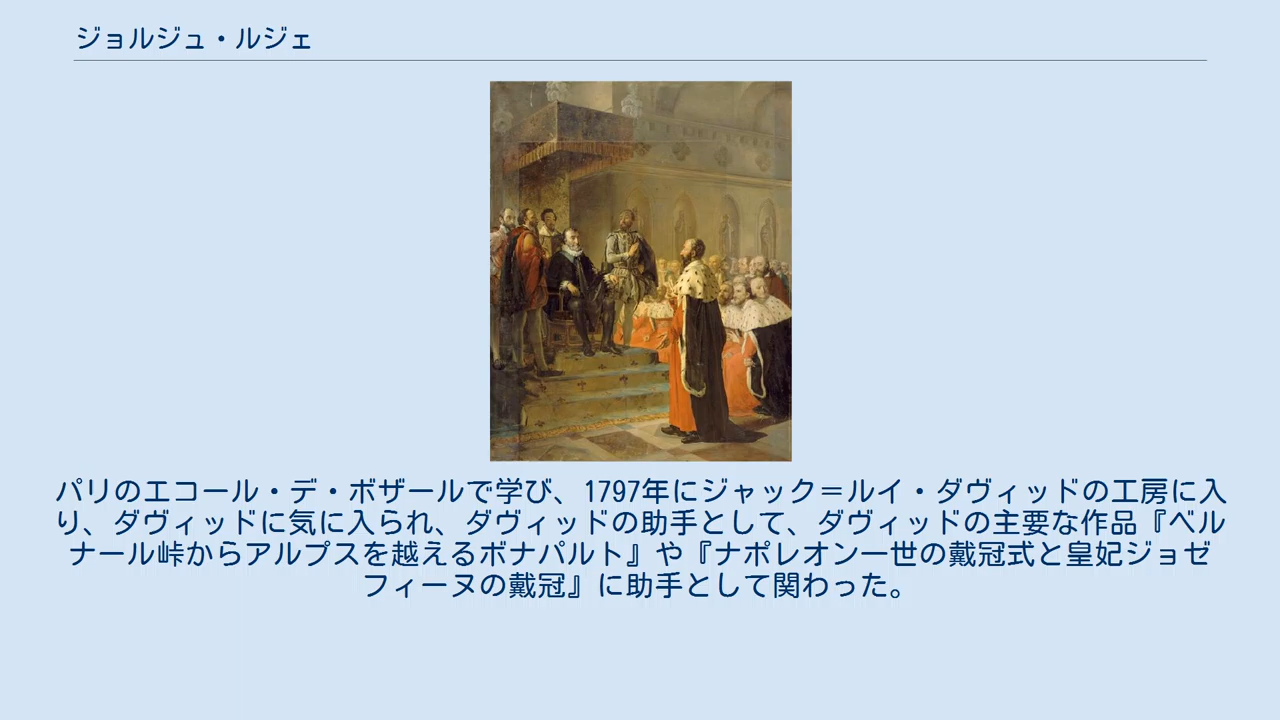 ジョルジュ・ルジェ
パリのエコール・デ・ボザールで学び、1797年にジャック＝ルイ・ダヴィッドの工房に入
り、ダヴィッドに気に入られ、ダヴィッドの助手として、ダヴィッドの主要な作品『ベル
ナール峠からアルプスを越えるボナパルト』や『ナポレオン一世の戴冠式と皇妃ジョゼ
フィーヌの戴冠』に助手として関わった。